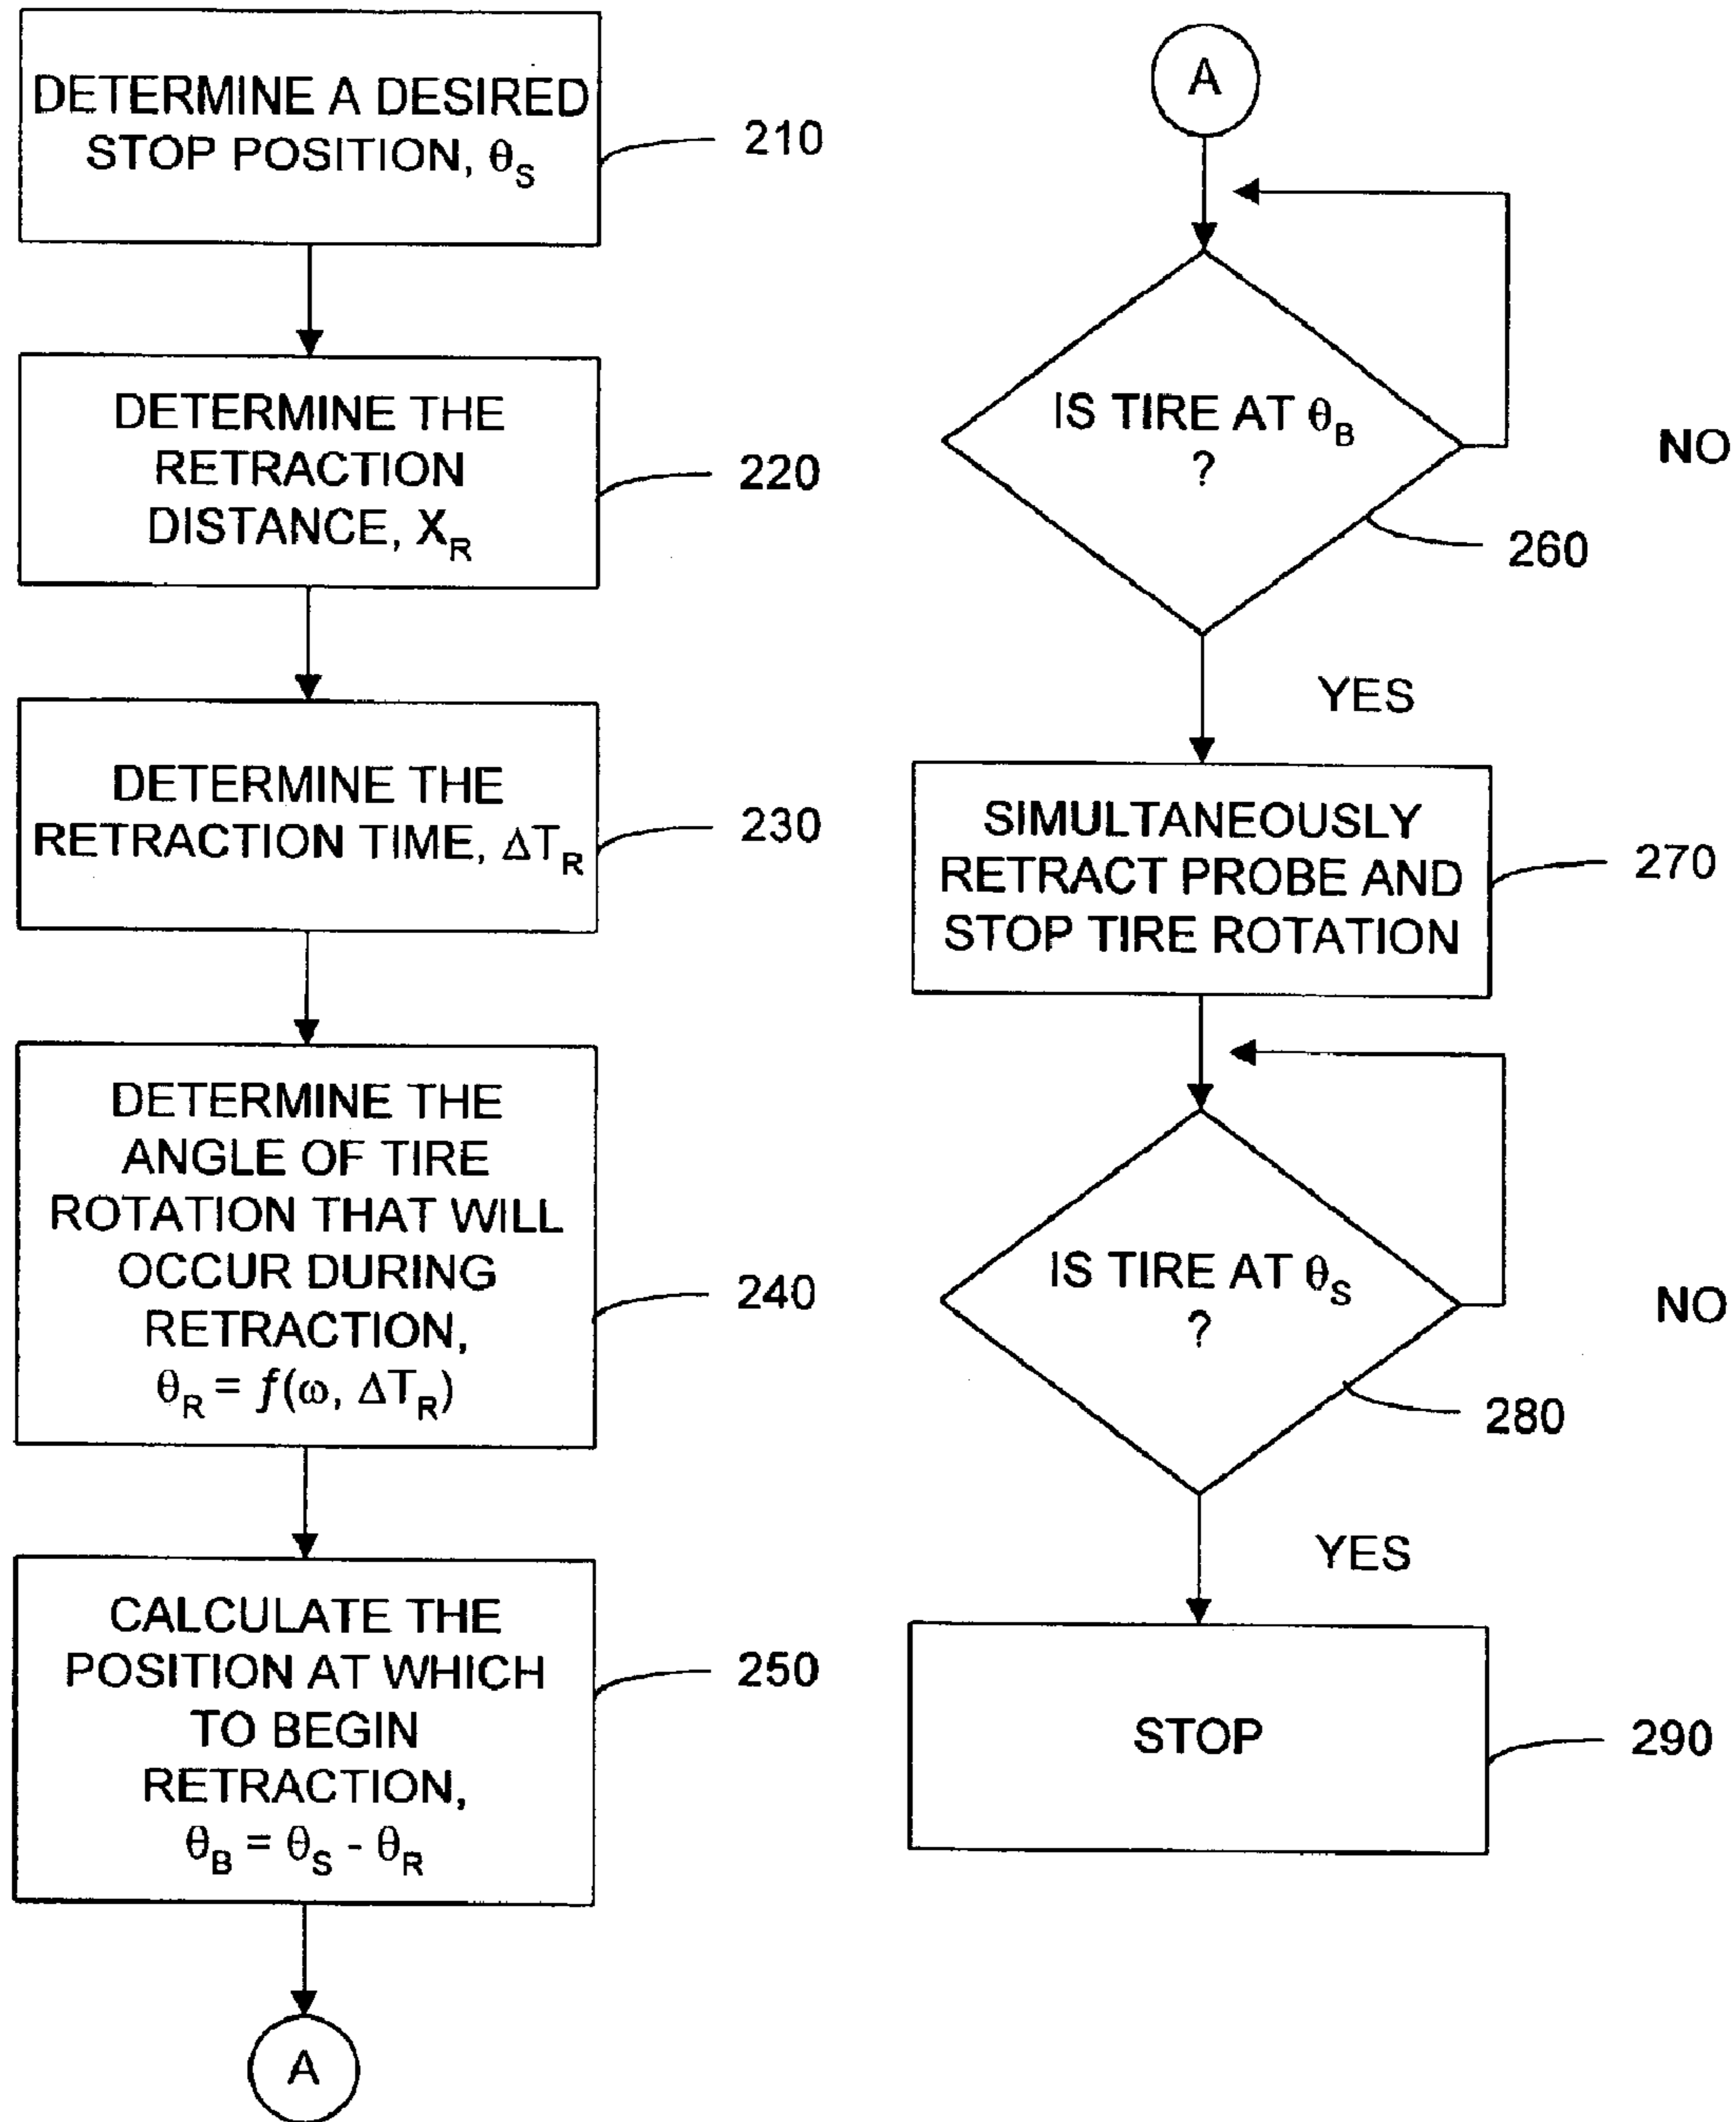 DETERMINE A DESIRED
STOP POSITION, θS
210
DETERMINE THE
RETRACTION
DISTANCE, XR
220
DETERMINE THE
RETRACTION TIME, ΔTR
230
DETERMINE THE
ANGLE OF TIRE
ROTATION THAT WILL
OCCUR DURING
RETRACTION,
θR = f(ω, ΔTR)
240
CALCULATE THE
POSITION AT WHICH
TO BEGIN
RETRACTION,
θB = θS - θR
250
A
A
IS TIRE AT θB
?
NO
260
YES
SIMULTANEOUSLY
RETRACT PROBE AND
STOP TIRE ROTATION
270
IS TIRE AT θS
?
NO
280
YES
STOP
290